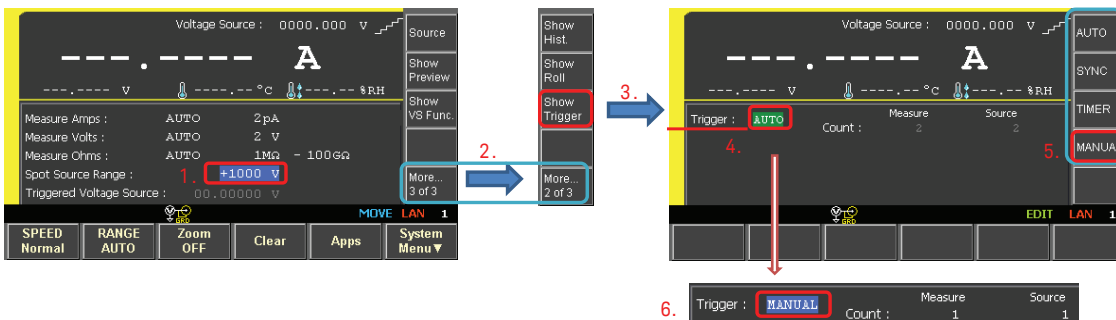 Voltage Source : 0000.000 V
---.---- A
---.---- V ----.-- °C ---.-- %RH
Measure Amps : AUTO 2pA
Measure Volts : AUTO 2 V
Measure Ohms : AUTO 1MΩ - 100GΩ
1. Spot Source Range : +1000 V
Triggered Voltage Source : 00.00000 V
GRD
MOVE LAN 1
SPEED Normal
RANGE AUTO
Zoom OFF
Clear
Apps
System Menu▼
Source
Show Preview
Show VS Func.
More... 3 of 3
2.
Show Hist.
Show Roll
Show Trigger
More... 2 of 3
3.
Voltage Source : 0000.000 V
---.---- A
---.---- V ----.-- °C ---.-- %RH
Trigger : AUTO
Measure Source
Count : 2 2
4.
5.
GRD
EDIT LAN 1
AUTO
SYNC
TIMER
MANUA
6.
Trigger : MANUAL
Measure Source
Count : 1 1